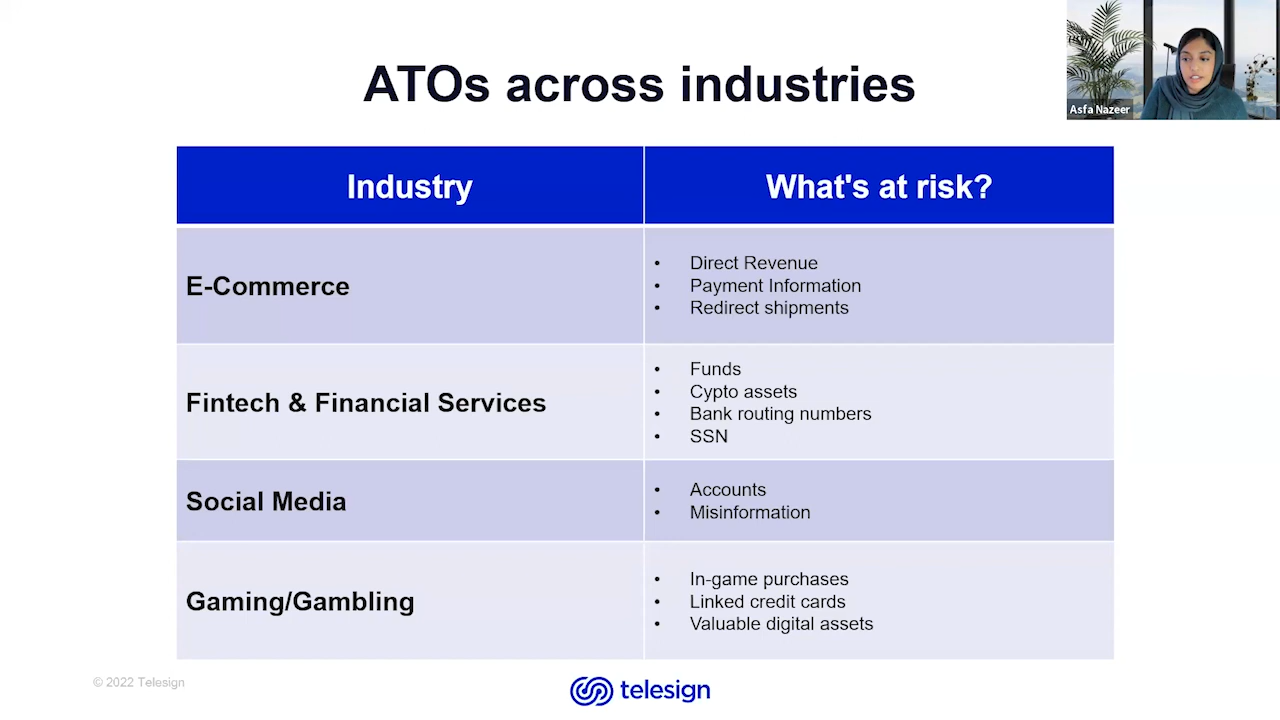 ATOs across industries
Asfa Nazeer
Industry
What's at risk?
E-Commerce
• Direct Revenue
• Payment Information
• Redirect shipments
Fintech & Financial Services
• Funds
• Cypto assets
• Bank routing numbers
• SSN
Social Media
• Accounts
• Misinformation
Gaming/Gambling
• In-game purchases
• Linked credit cards
• Valuable digital assets
© 2022 Telesign
telesign